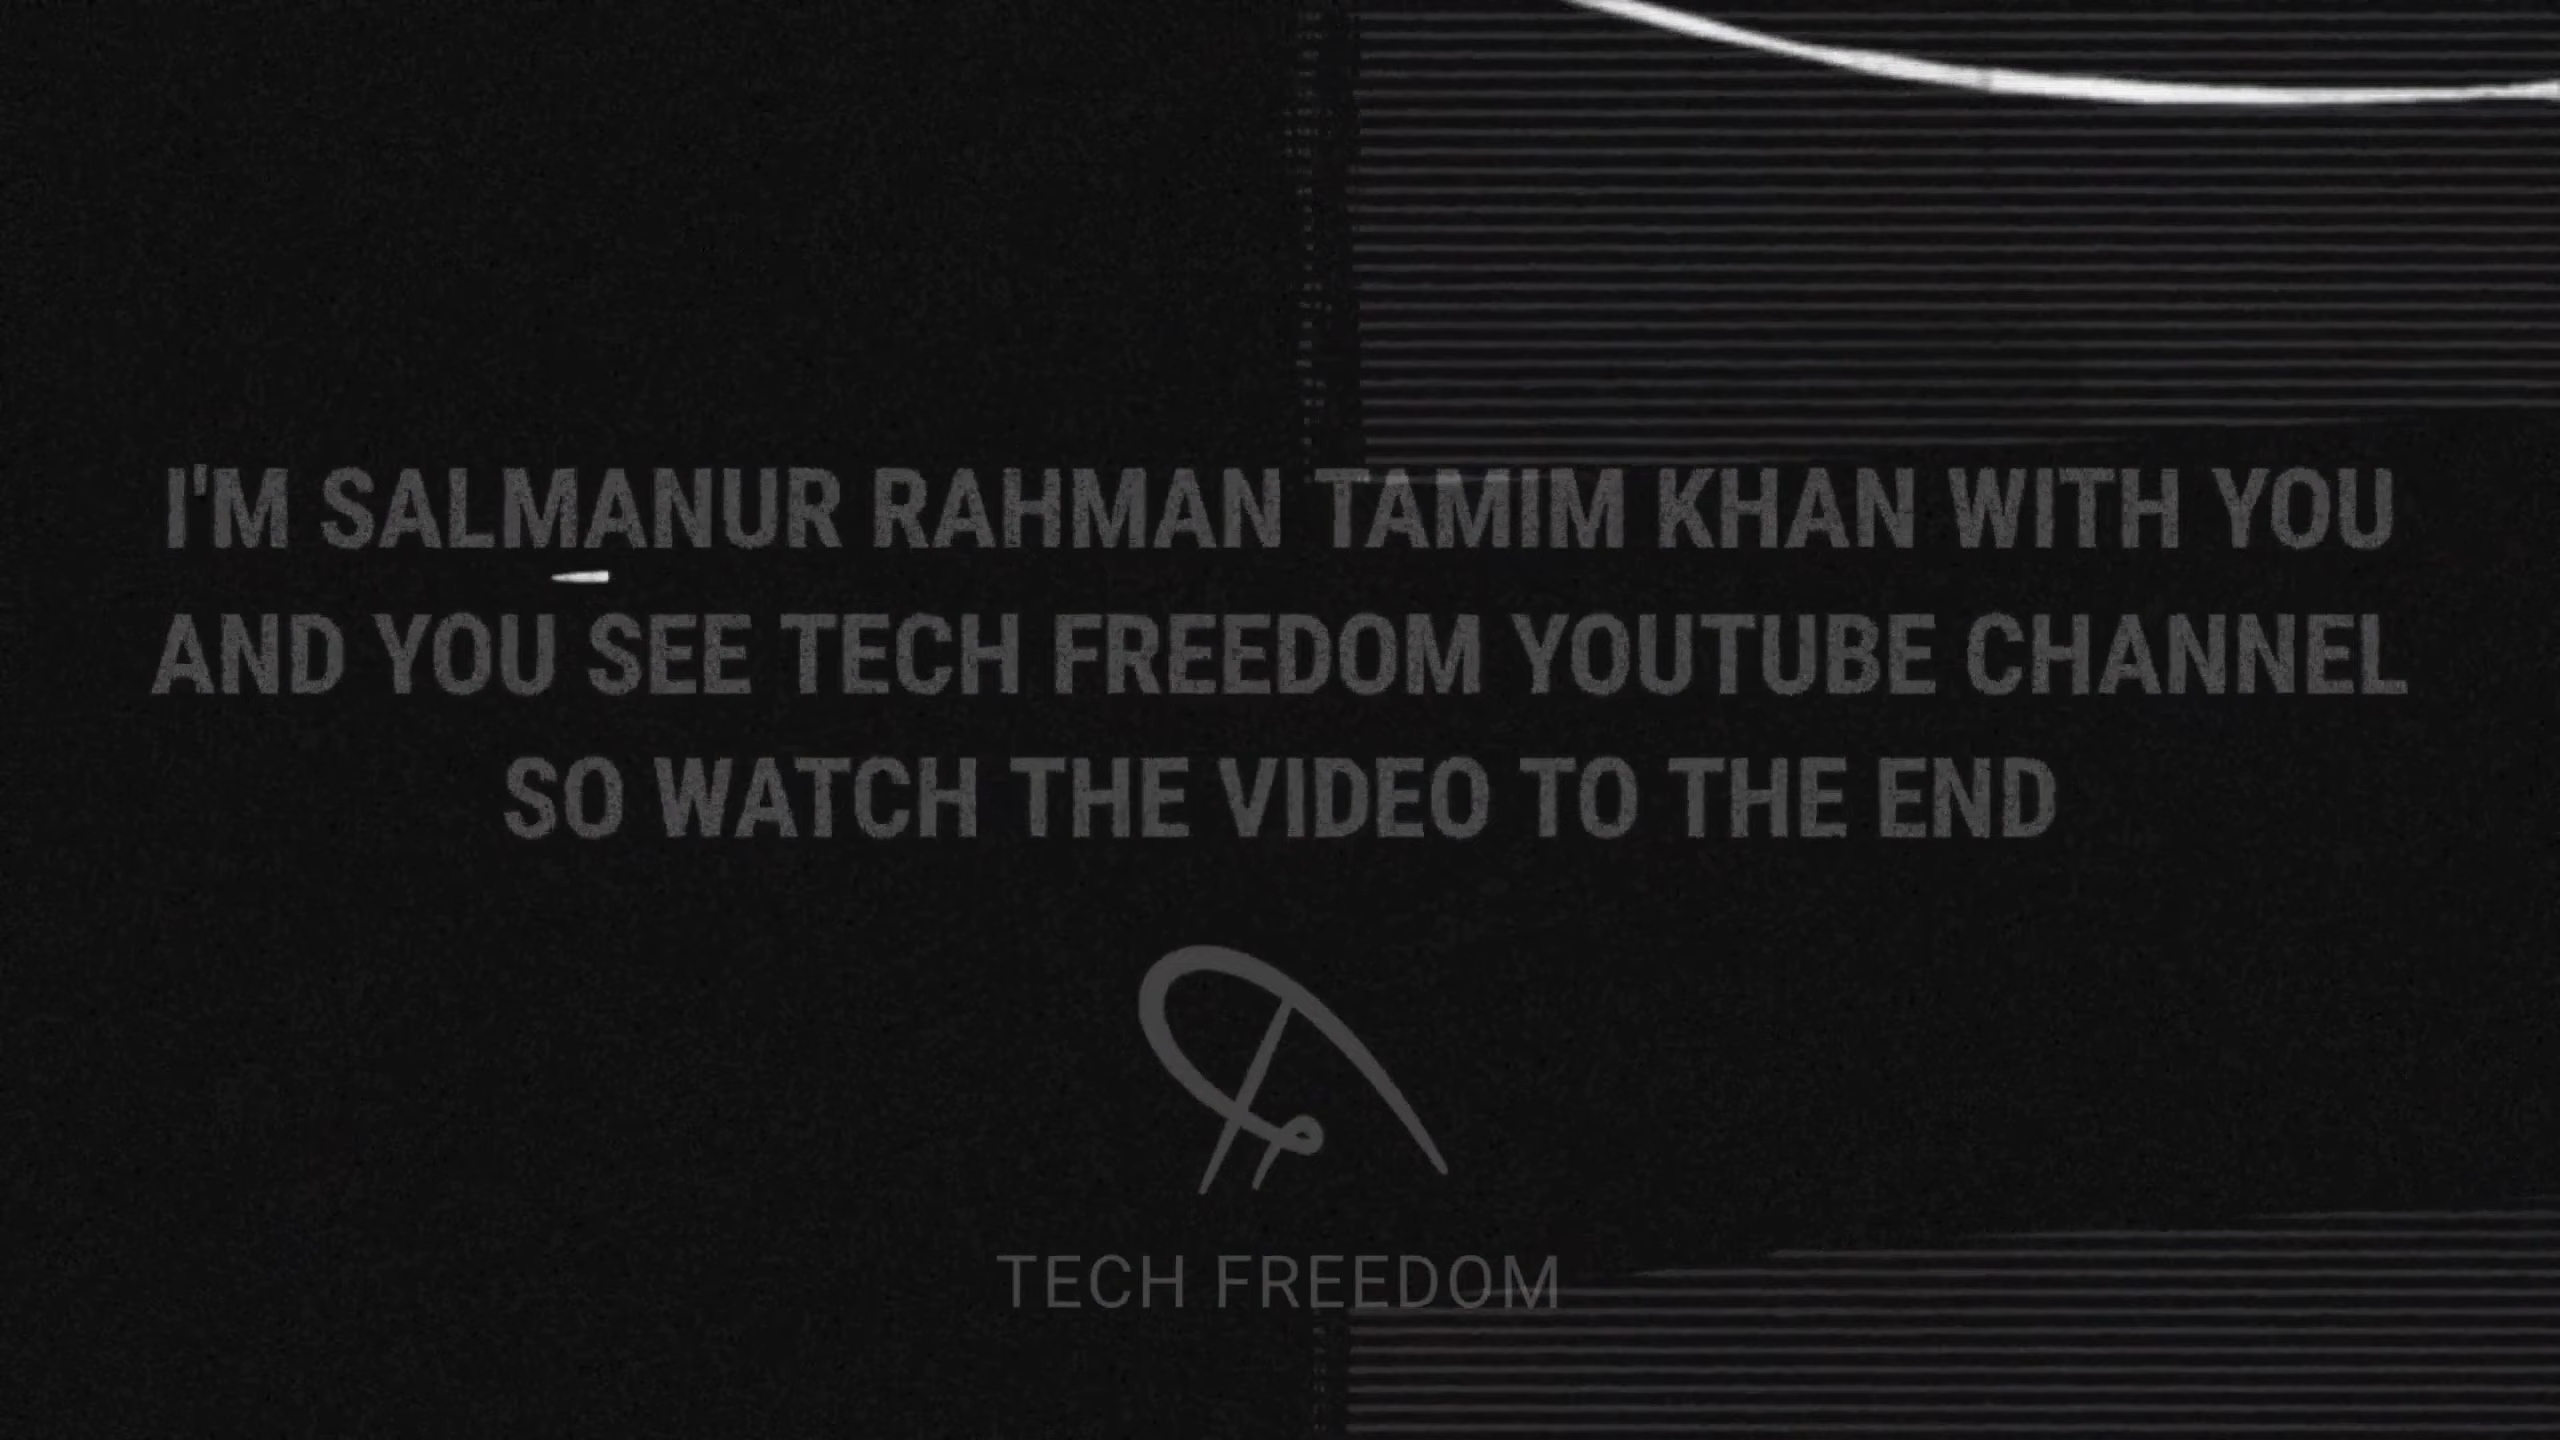 I'M SALMANUR RAHMAN TAMIM KHAN WITH YOU
AND YOU SEE TECH FREEDOM YOUTUBE CHANNEL
SO WATCH THE VIDEO TO THE END
TECH FREEDOM